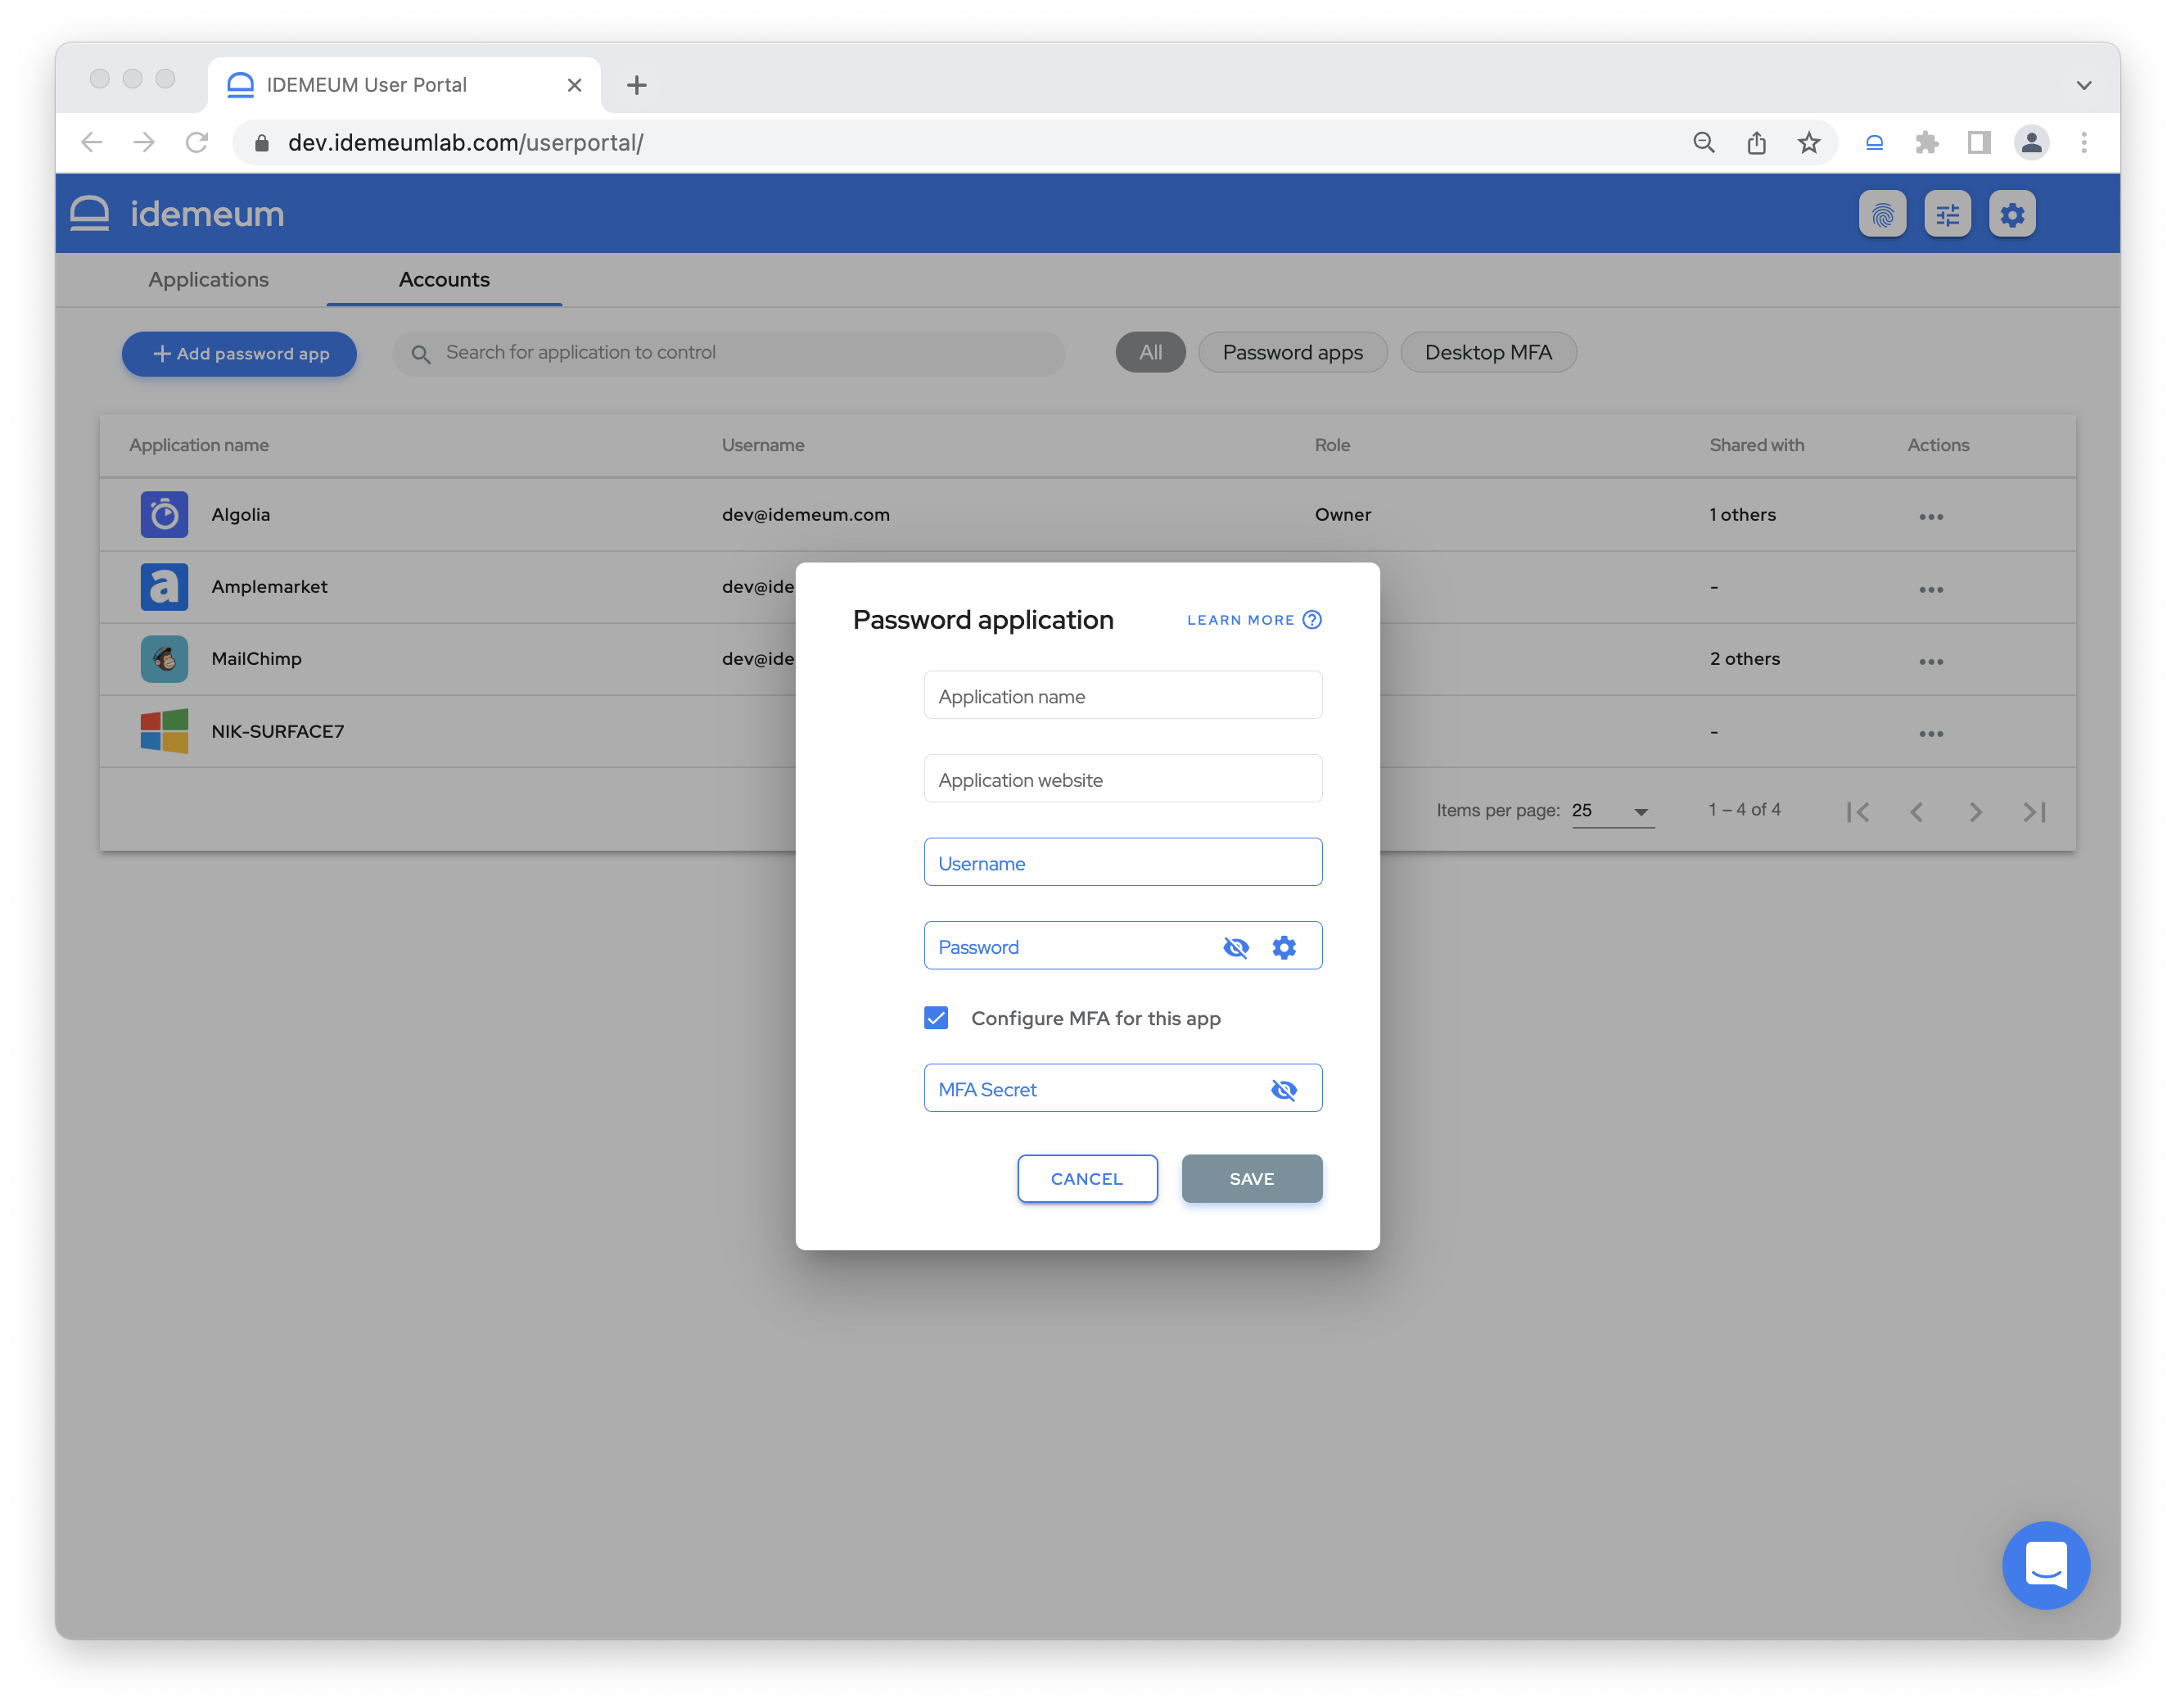 IDEMEUM User Portal
dev.idemeumlab.com/userportal/
idemeum
Applications Accounts
Add password app Search for application to control All Password apps Desktop MFA
Application name Username Role Shared with Actions
Algolia dev@idemeum.com Owner 1 others
Amplemarket dev@ide -
MailChimp dev@ide 2 others
NIK-SURFACE7 -
Items per page: 25 1 – 4 of 4
Password application LEARN MORE ?
Application name
Application website
Username
Password
Configure MFA for this app
MFA Secret
CANCEL SAVE